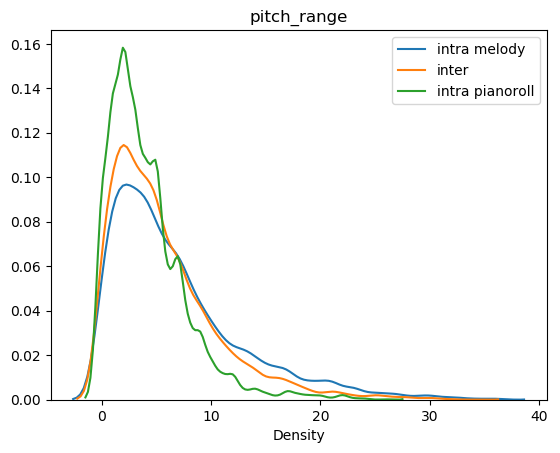 pitch_range
0.16
0.14
0.12
0.10
0.08
0.06
0.04
0.02
0.00
intra melody
inter
intra pianoroll
0 10 20 30 40
Density